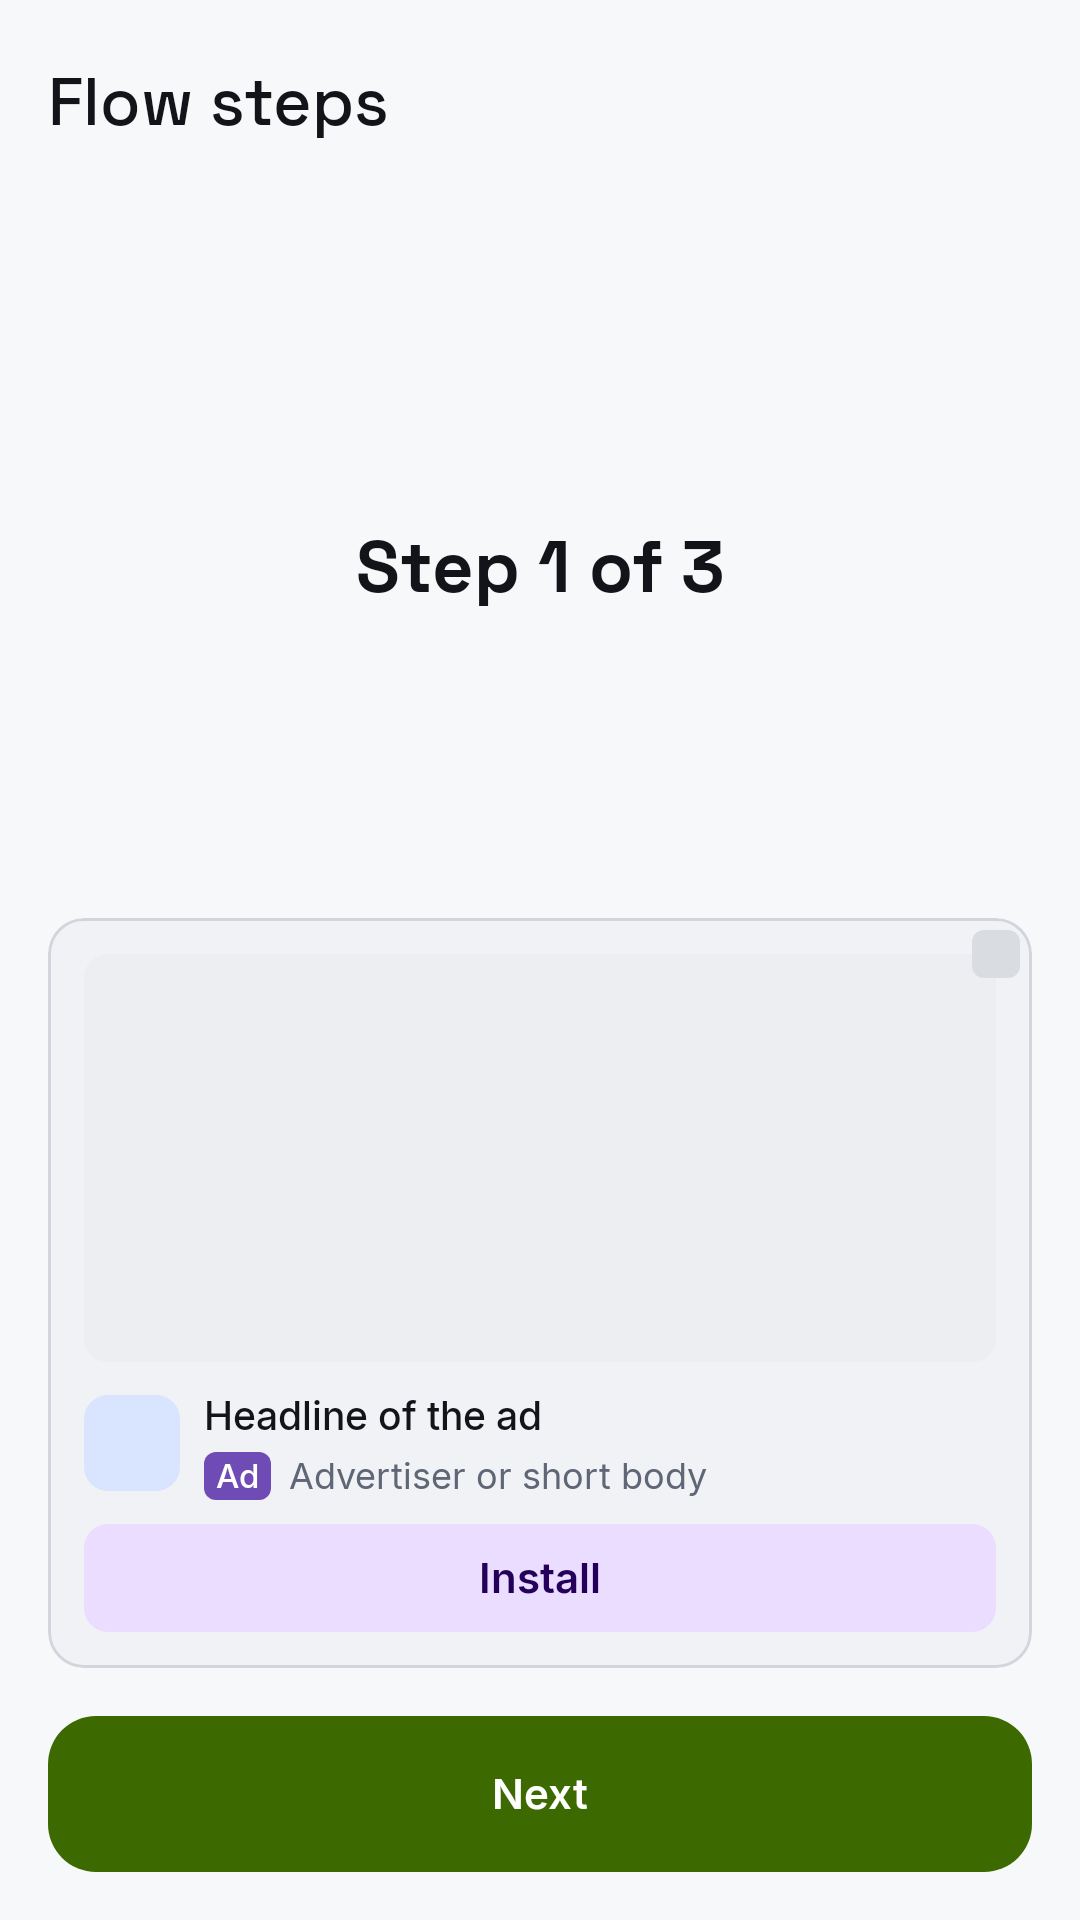 Flow steps
Step 1 of 3
Headline of the ad
Ad Advertiser or short body
Install
Next